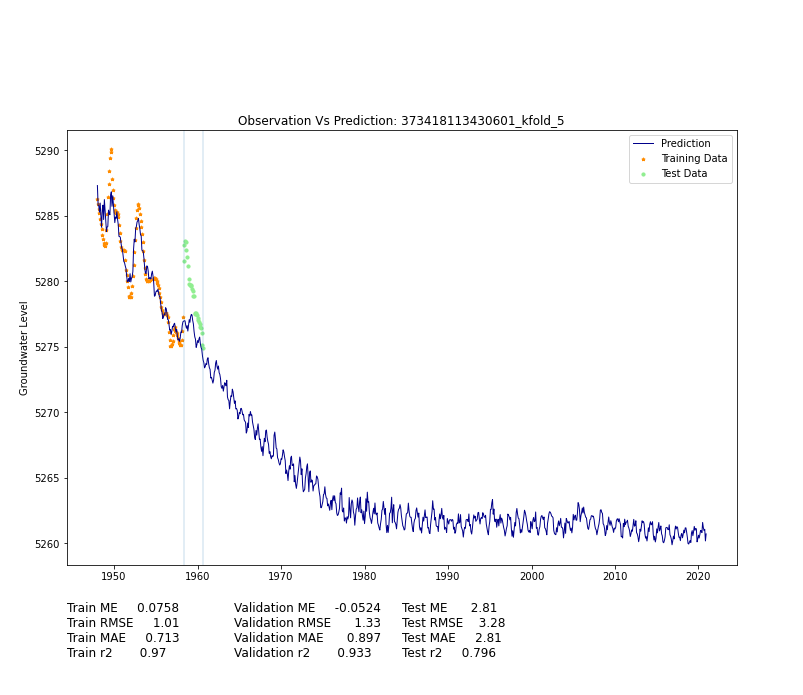 Observation Vs Prediction: 373418113430601_kfold_5
Prediction
Training Data
Test Data
Groundwater Level
5290
5285
5280
5275
5270
5265
5260
1950 1960 1970 1980 1990 2000 2010 2020
Train ME 0.0758 Validation ME -0.0524 Test ME 2.81
Train RMSE 1.01 Validation RMSE 1.33 Test RMSE 3.28
Train MAE 0.713 Validation MAE 0.897 Test MAE 2.81
Train r2 0.97 Validation r2 0.933 Test r2 0.796